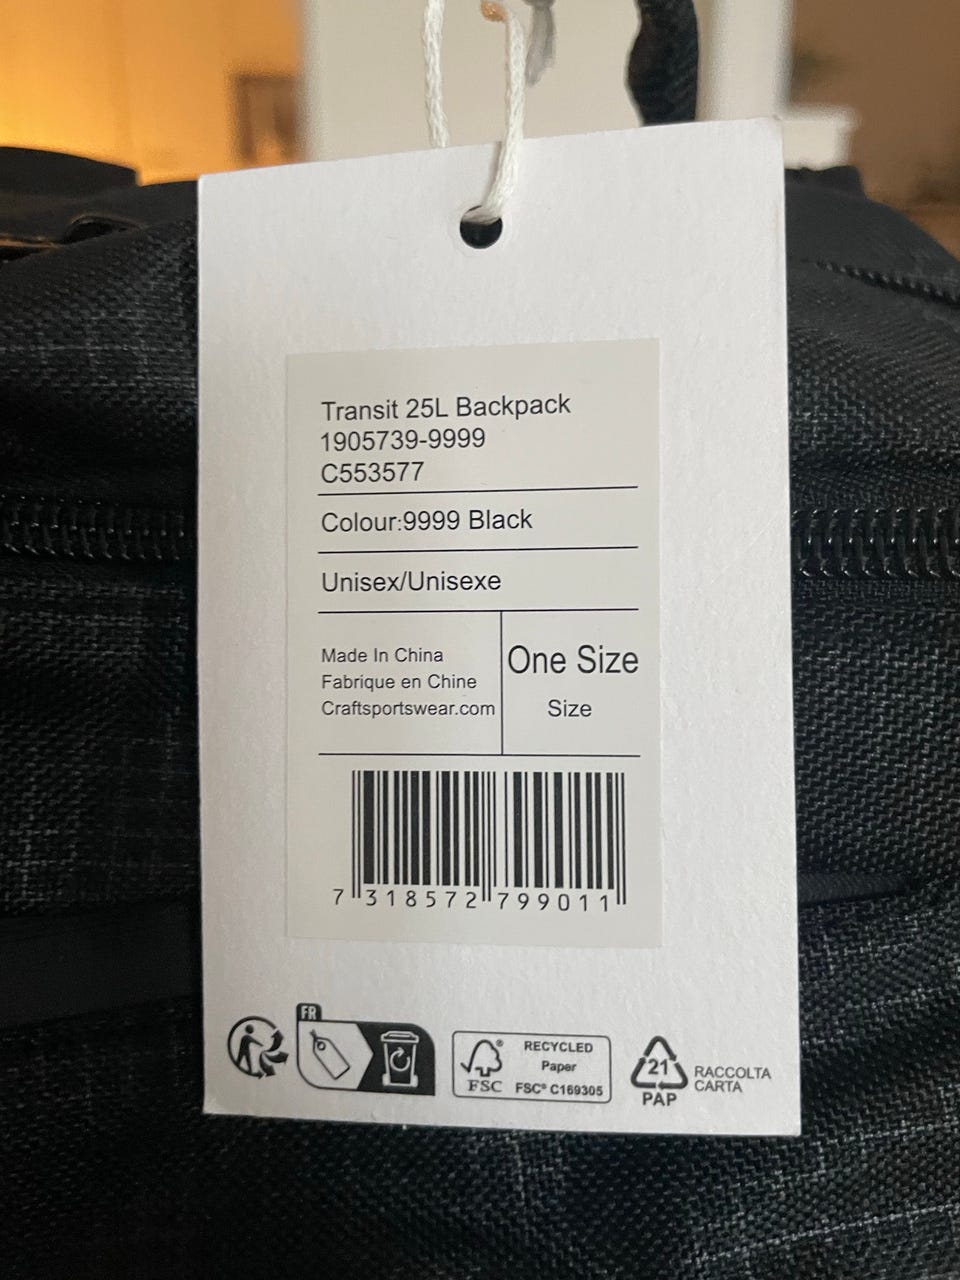 Transit 25L Backpack
1905739-9999
C553577
Colour:9999 Black
Unisex/Unisexe
Made In China
Fabrique en Chine
Craftsportswear.com
One Size
Size
7 318572 799011
FR
FSC®
RECYCLED
Paper
FSC® C169305
21
PAP
RACCOLTA
CARTA